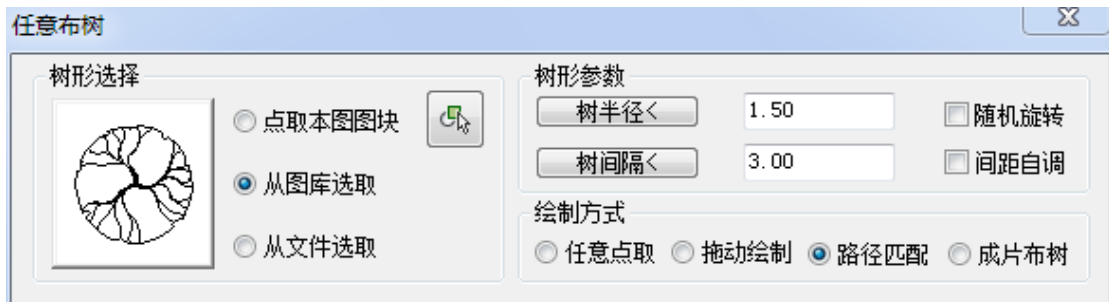 任意布树
树形选择
点取本图图块
从图库选取
从文件选取
树形参数
树半径< 1.50 随机旋转
树间隔< 3.00 间距自调
绘制方式
任意点取 拖动绘制 路径匹配 成片布树